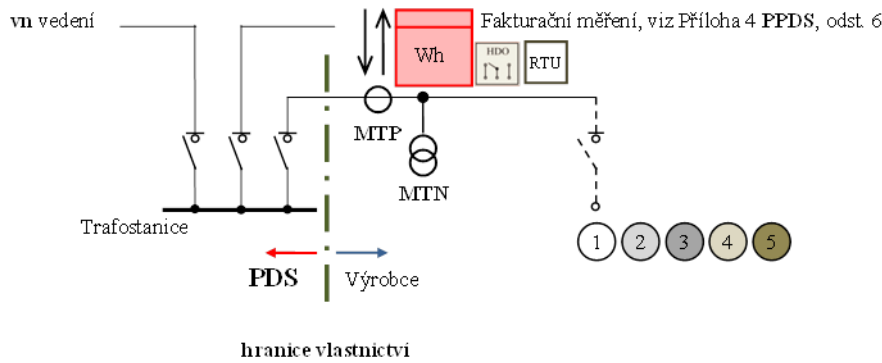 vn vedení
Fakturační měření, viz Příloha 4 PPDS, odst. 6
Wh
HDO
RTU
MTP
MTN
Trafostanice
1 2 3 4 5
PDS
Výrobce
hranice vlastnictví